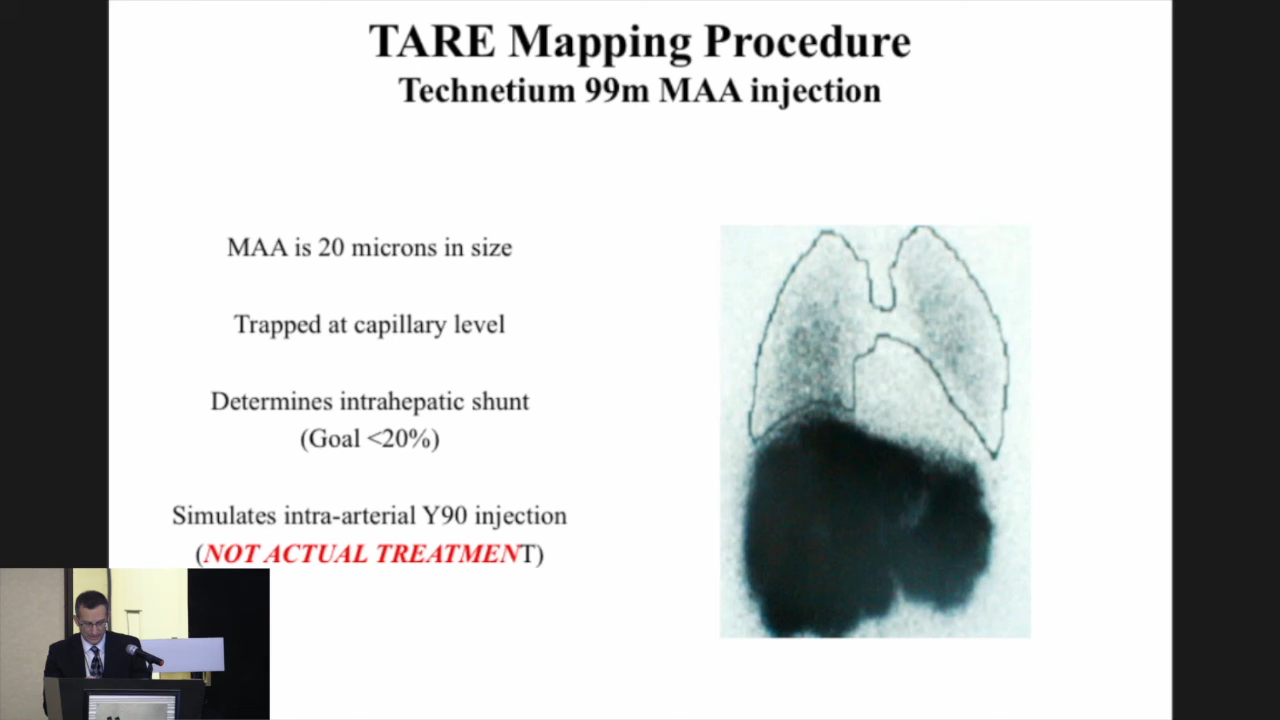 TARE Mapping Procedure
Technetium 99m MAA injection
MAA is 20 microns in size
Trapped at capillary level
Determines intrahepatic shunt
(Goal <20%)
Simulates intra-arterial Y90 injection
(NOT ACTUAL TREATMENT)